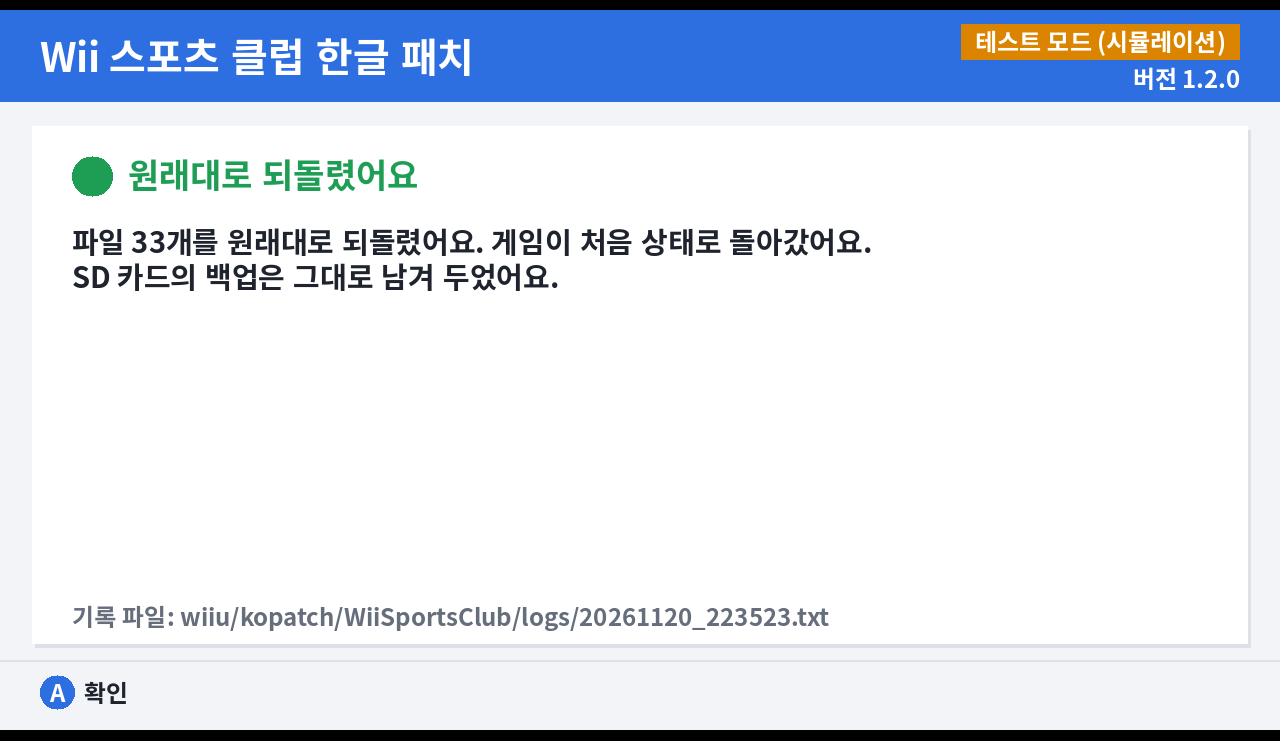 Wii 스포츠 클럽 한글 패치
테스트 모드 (시뮬레이션)
버전 1.2.0
원래대로 되돌렸어요
파일 33개를 원래대로 되돌렸어요. 게임이 처음 상태로 돌아갔어요.
SD 카드의 백업은 그대로 남겨 두었어요.
기록 파일: wiiu/kopatch/WiiSportsClub/logs/20261120_223523.txt
A 확인